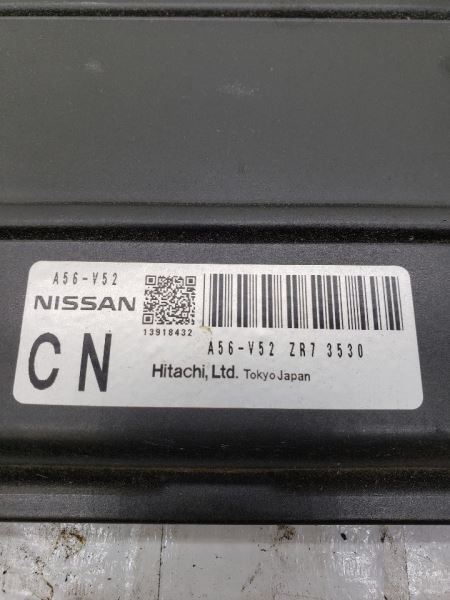 A56-V52
NISSAN
CN
13918432
A56-V52 ZR7 3530
Hitachi, Ltd. Tokyo Japan